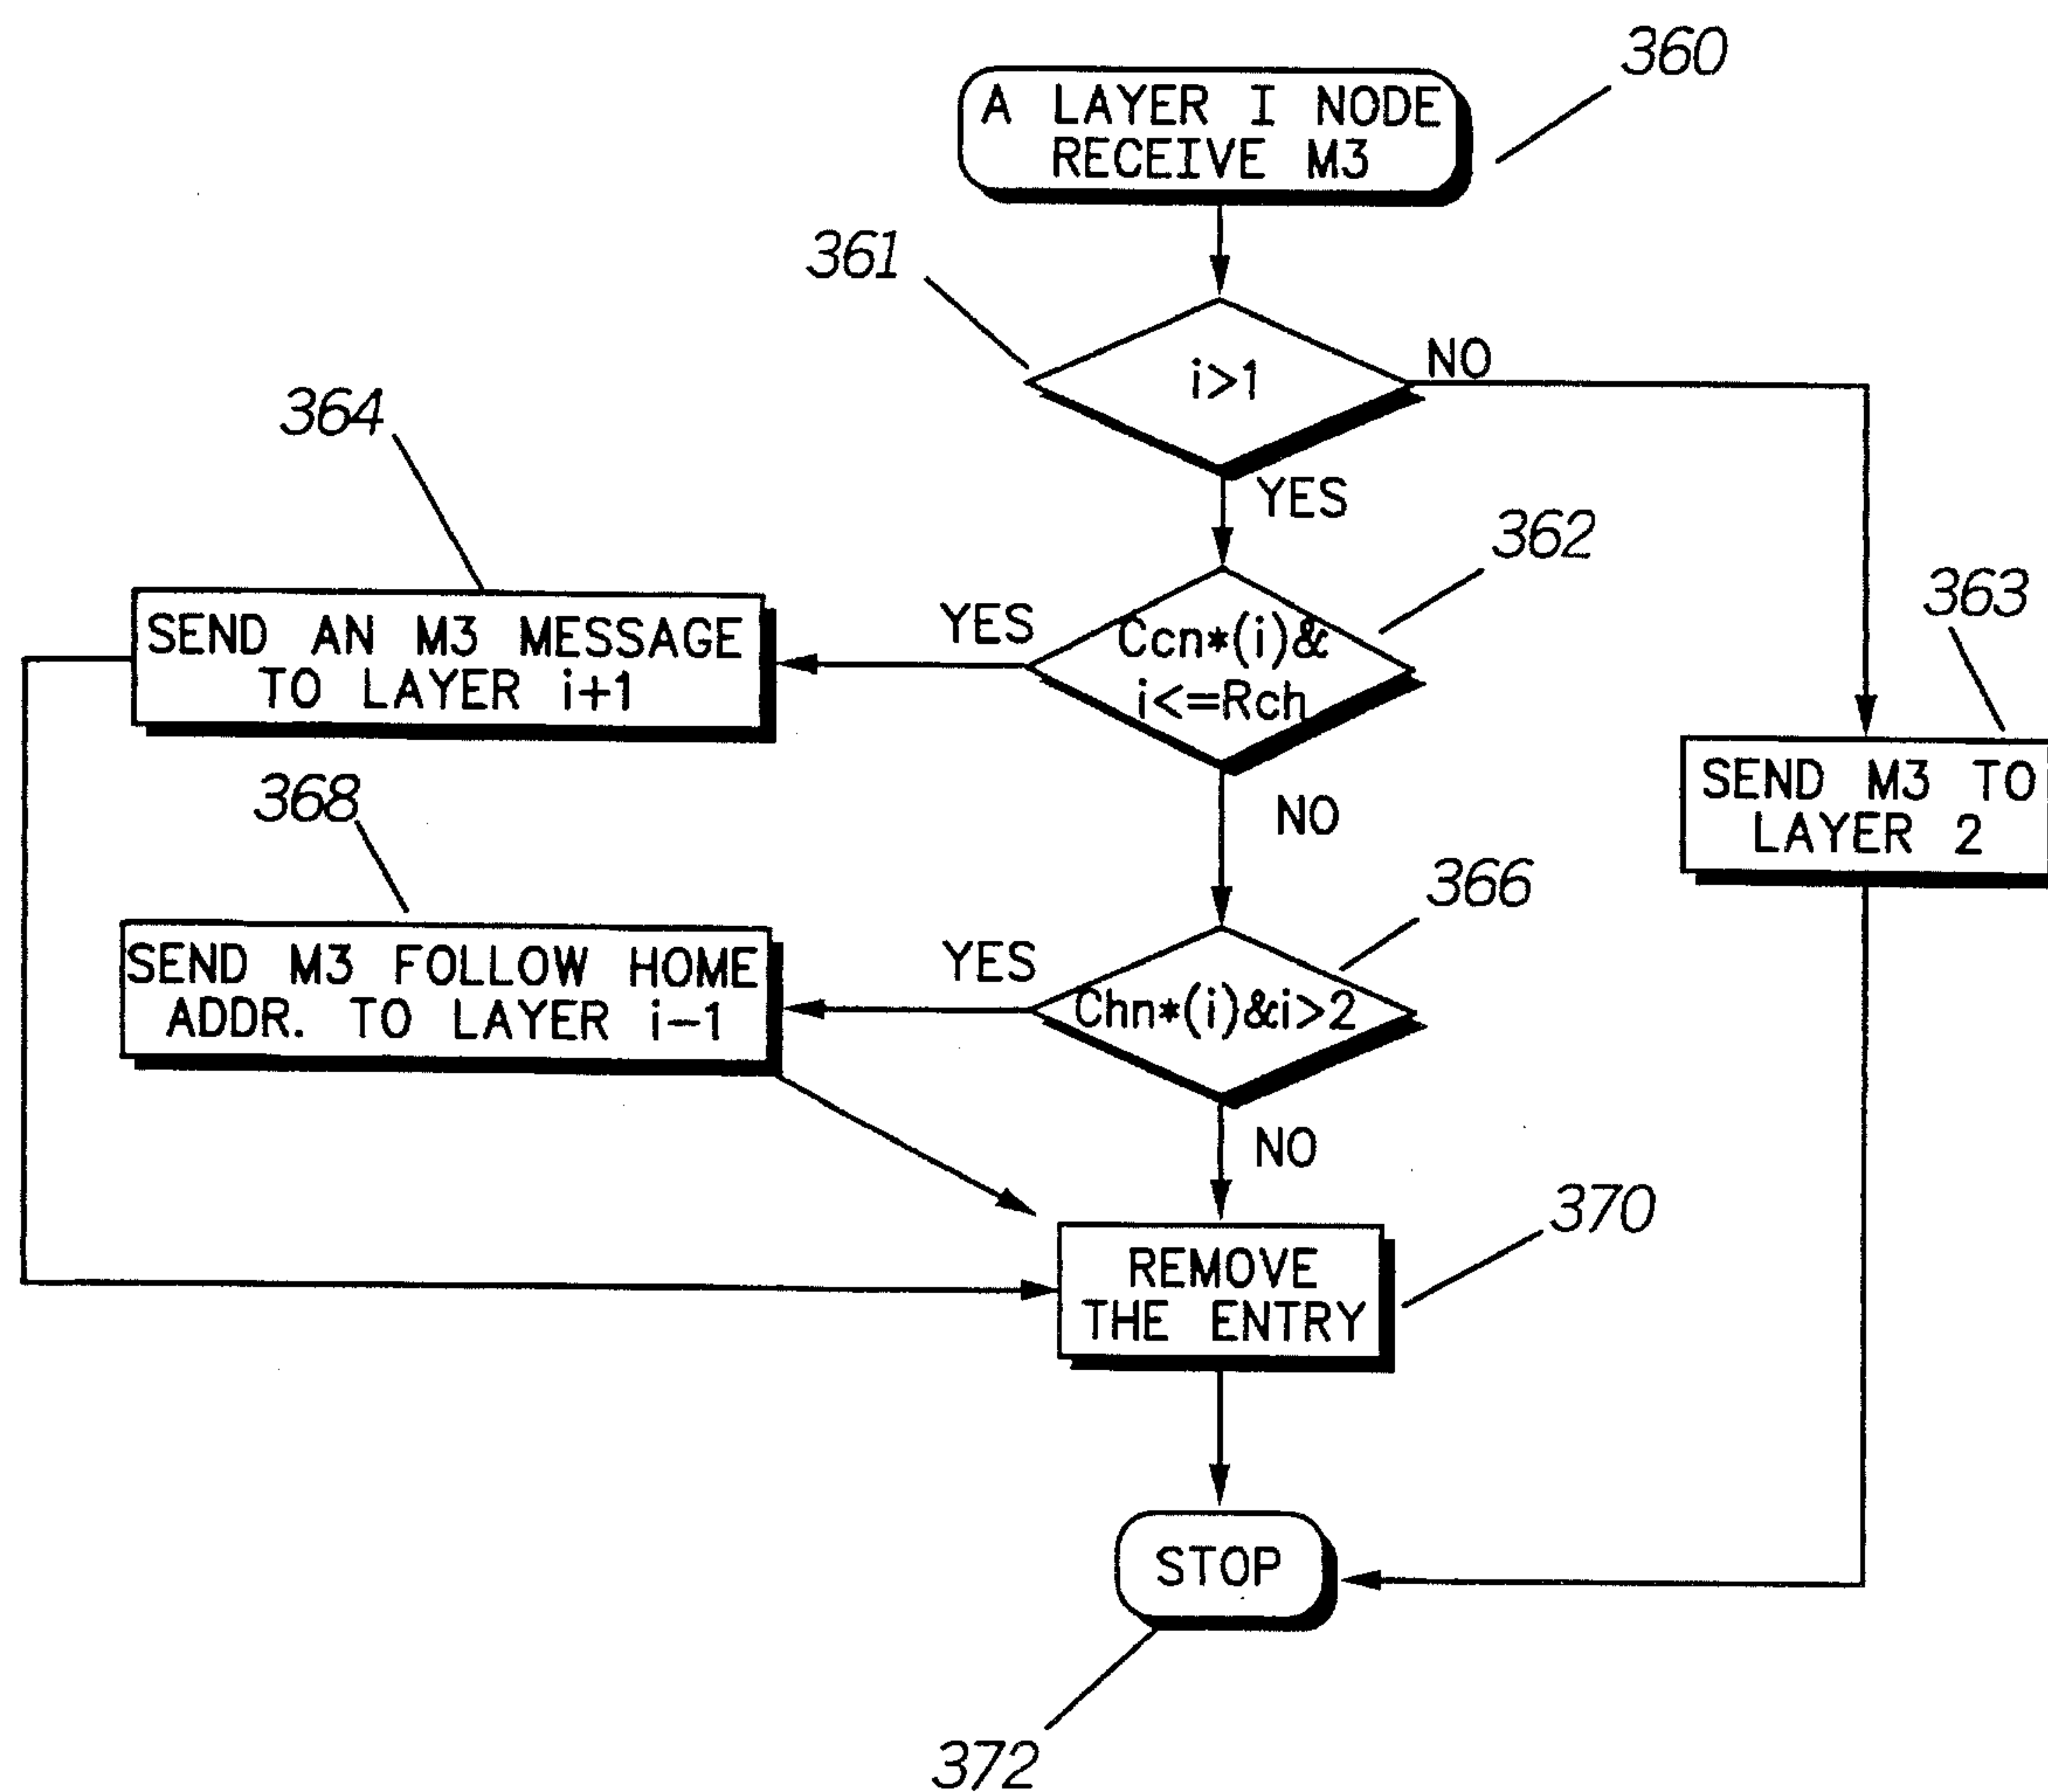 360
A LAYER I NODE
RECEIVE M3
361
i>1
NO
YES
364
362
363
SEND AN M3 MESSAGE
TO LAYER i+1
YES
Ccn*(i)&
i<=Rch
SEND M3 TO
LAYER 2
NO
368
366
SEND M3 FOLLOW HOME
ADDR. TO LAYER i-1
YES
Chn*(i)&i>2
NO
370
REMOVE
THE ENTRY
STOP
372